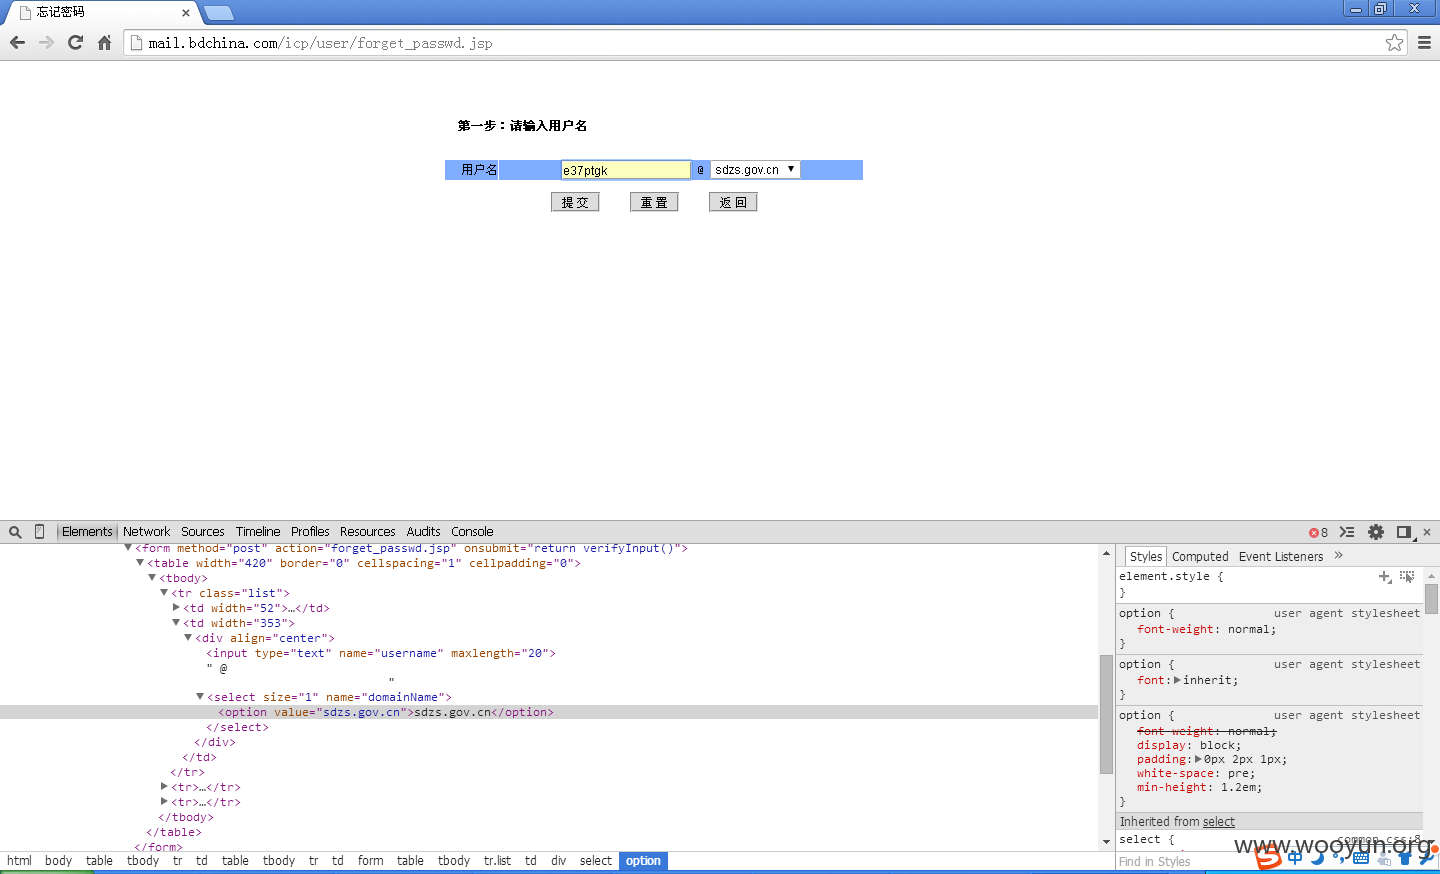 忘记密码
mail.bdchina.com/icp/user/forget_passwd.jsp
第一步：请输入用户名
用户名 e37ptgk @ sdzs.gov.cn
提 交 重 置 返 回
Elements Network Sources Timeline Profiles Resources Audits Console 8
<form method="post" action="forget_passwd.jsp" onsubmit="return verifyInput()">
<table width="420" border="0" cellspacing="1" cellpadding="0">
<tbody>
<tr class="list">
<td width="52">…</td>
<td width="353">
<div align="center">
<input type="text" name="username" maxlength="20">
" @
"
<select size="1" name="domainName">
<option value="sdzs.gov.cn">sdzs.gov.cn</option>
</select>
</div>
</td>
</tr>
<tr>…</tr>
<tr>…</tr>
</tbody>
</table>
</form>
html body table tbody tr td table tbody tr td form table tbody tr.list td div select option
Styles Computed Event Listeners »
element.style {
}
option { user agent stylesheet
font-weight: normal;
}
option { user agent stylesheet
font: inherit;
}
option { user agent stylesheet
font-weight: normal;
display: block;
padding: 0px 2px 1px;
white-space: pre;
min-height: 1.2em;
}
Inherited from select
select { common.css:8
Find in Styles
www.wooyun.org
中